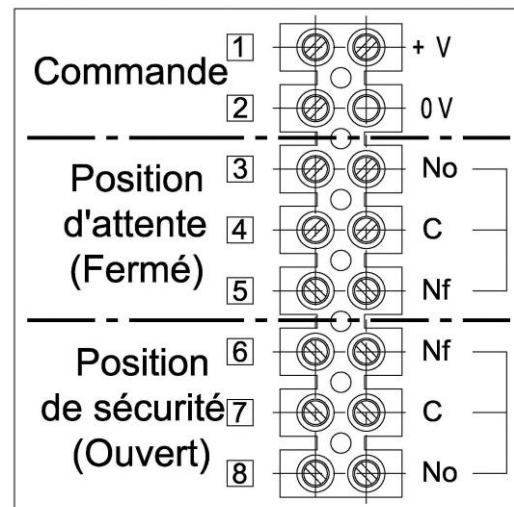 Commande
1 + V
2 0 V
Position
d'attente
(Fermé)
3 No
4 C
5 Nf
Position
de sécurité
(Ouvert)
6 Nf
7 C
8 No